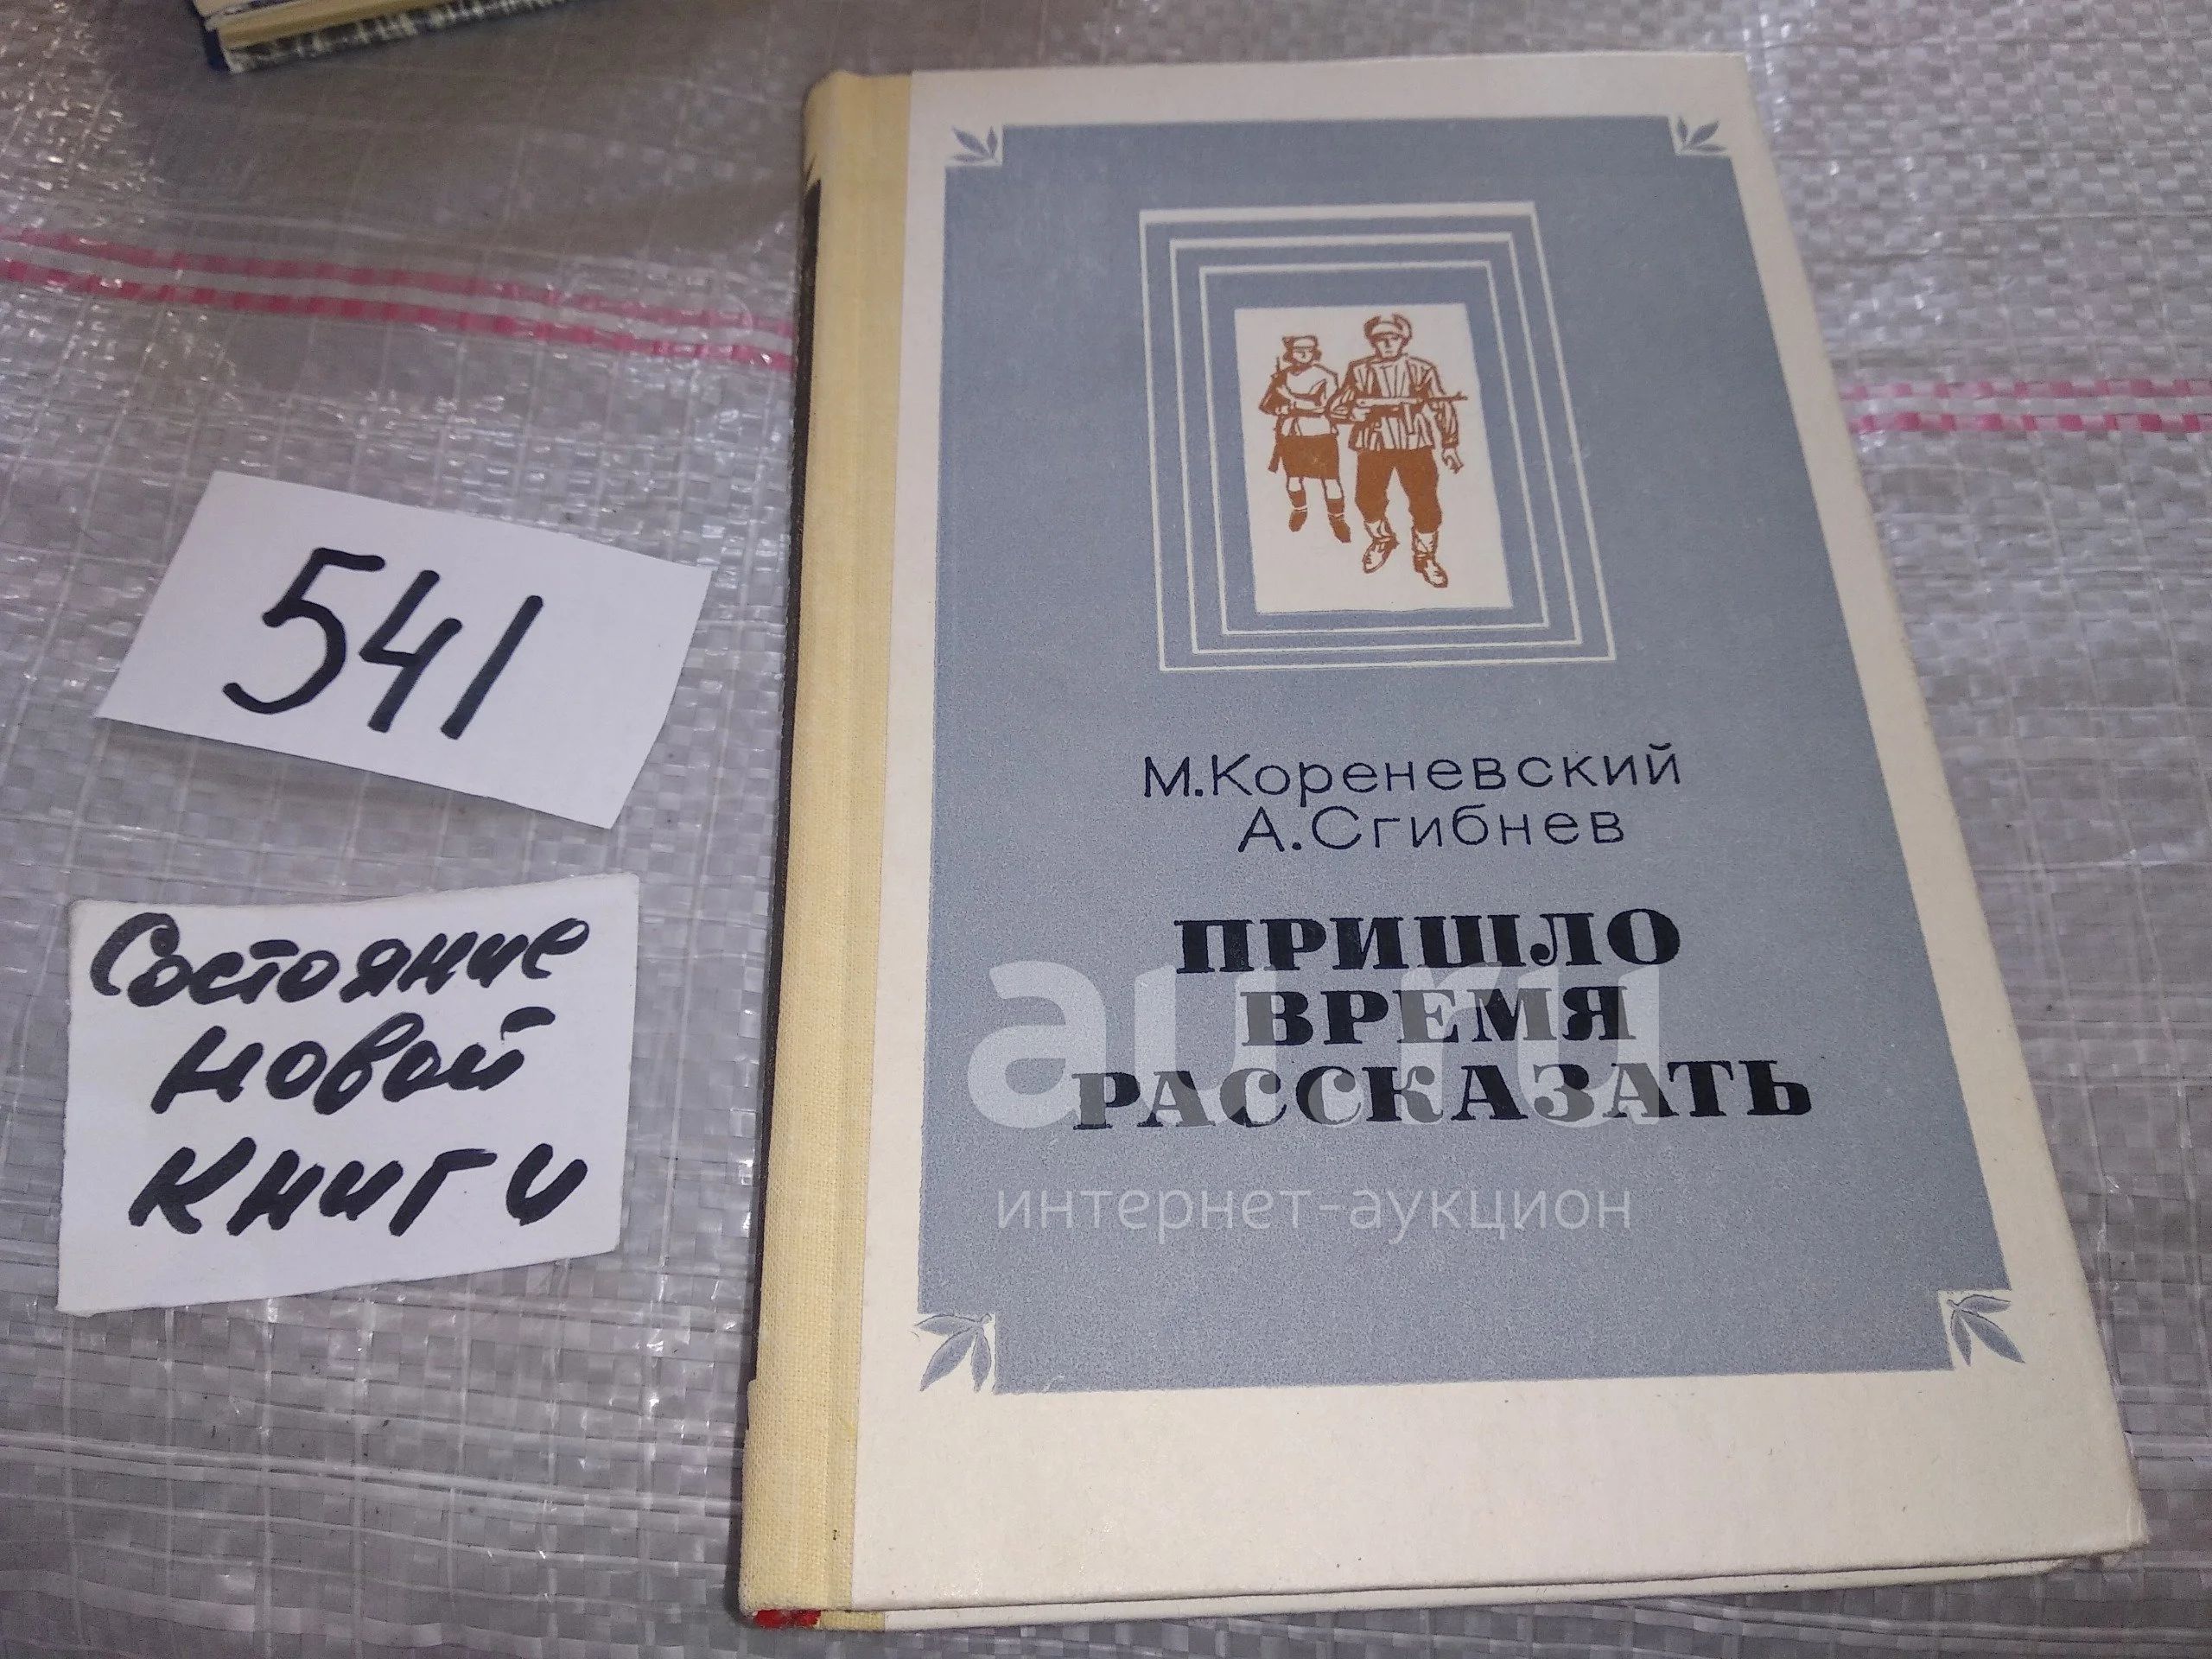 541
Состояние
новой
книги
М.Кореневский
А.Сгибнев
ПРИШЛО
ВРЕМЯ
РАССКАЗАТЬ
au.ru
интернет-аукцион